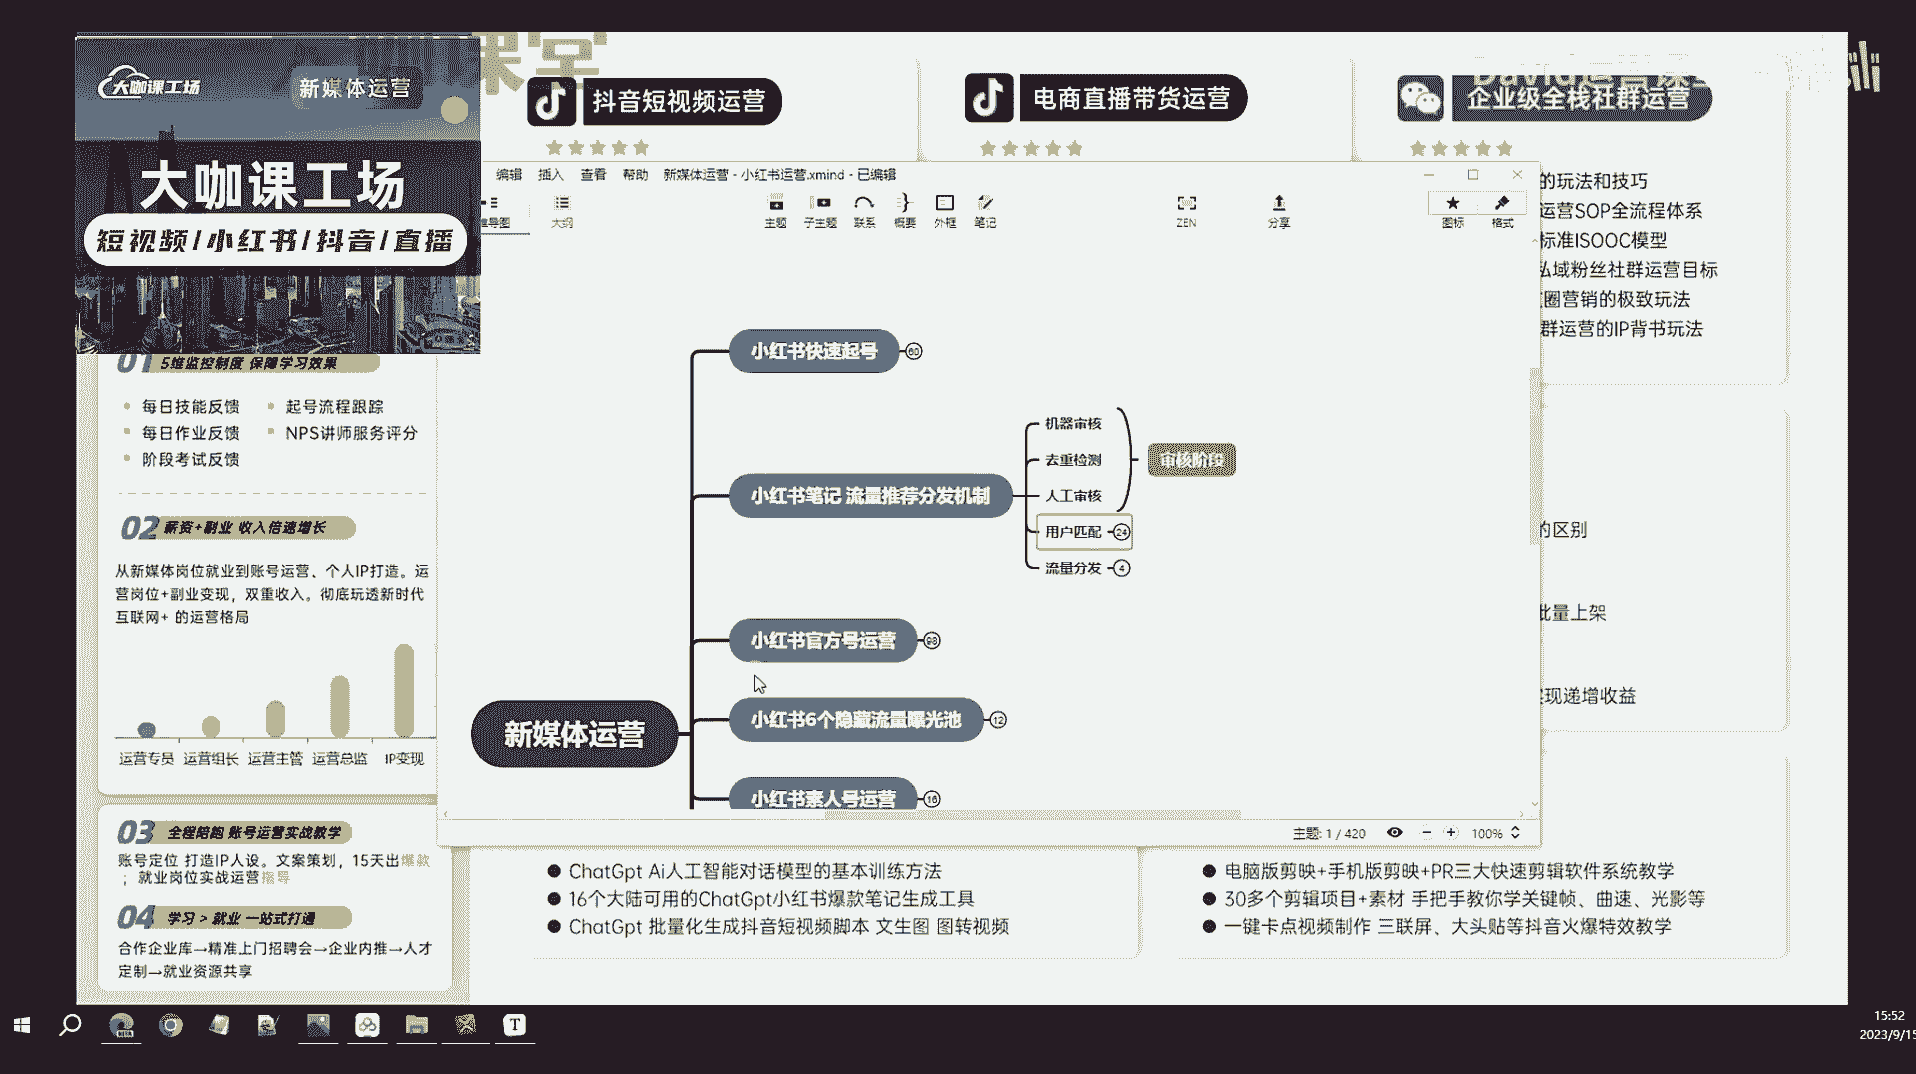 课堂
大咖课工场
新媒体运营
大咖课工场
短视频/小红书/抖音/直播
抖音短视频运营
电商直播带货运营
企业级全栈社群运营
编辑 插入 查看 帮助 新媒体运营 - 小红书运营.xmind - 已编辑
导图
大纲
主题
子主题
联系
概要
外框
笔记
ZEN
分享
图标
格式
的玩法和技巧
运营SOP全流程体系
标准ISOOC模型
私域粉丝社群运营目标
圈营销的极致玩法
群运营的IP背书玩法
的区别
批量上架
实现递增收益
01 5维监控制度 保障学习效果
每日技能反馈
起号流程跟踪
每日作业反馈
NPS讲师服务评分
阶段考试反馈
02 薪资+副业 收入倍速增长
从新媒体岗位就业到账号运营、个人IP打造。运
营岗位+副业变现，双重收入。彻底玩透新时代
互联网+ 的运营格局
运营专员 运营组长 运营主管 运营总监 IP变现
03 全程陪跑 账号运营实战教学
账号定位 打造IP人设。文案策划，15天出爆款
；就业岗位实战运营指导
04 学习 > 就业 一站式打通
合作企业库→精准上门招聘会→企业内推→人才
定制→就业资源共享
小红书快速起号 60
机器审核
去重检测
审核阶段
小红书笔记 流量推荐分发机制
人工审核
用户匹配 24
流量分发 4
小红书官方号运营 98
小红书6个隐藏流量曝光池 12
新媒体运营
小红书素人号运营 16
主题: 1 / 420
100%
ChatGpt Ai人工智能对话模型的基本训练方法
16个大陆可用的ChatGpt小红书爆款笔记生成工具
ChatGpt 批量化生成抖音短视频脚本 文生图 图转视频
电脑版剪映+手机版剪映+PR三大快速剪辑软件系统教学
30多个剪辑项目+素材 手把手教你学关键帧、曲速、光影等
一键卡点视频制作 三联屏、大头贴等抖音火爆特效教学
T
15:52
2023/9/15